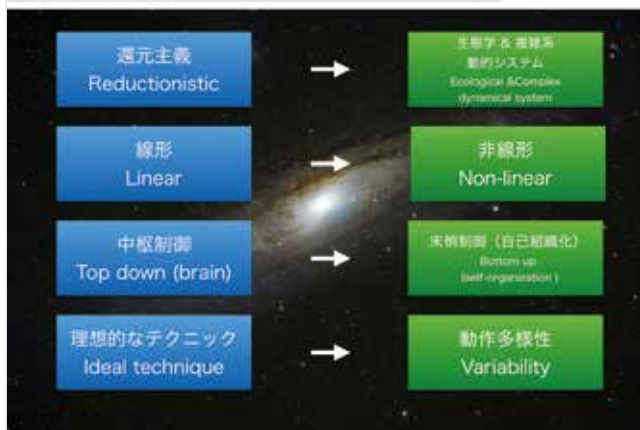 還元主義
Reductionistic
生態学 & 複雑系
動的システム
Ecological &Complex
dynamical system
線形
Linear
非線形
Non-linear
中枢制御
Top down (brain)
末梢制御（自己組織化）
Bottom up
(self-organization )
理想的なテクニック
Ideal technique
動作多様性
Variability